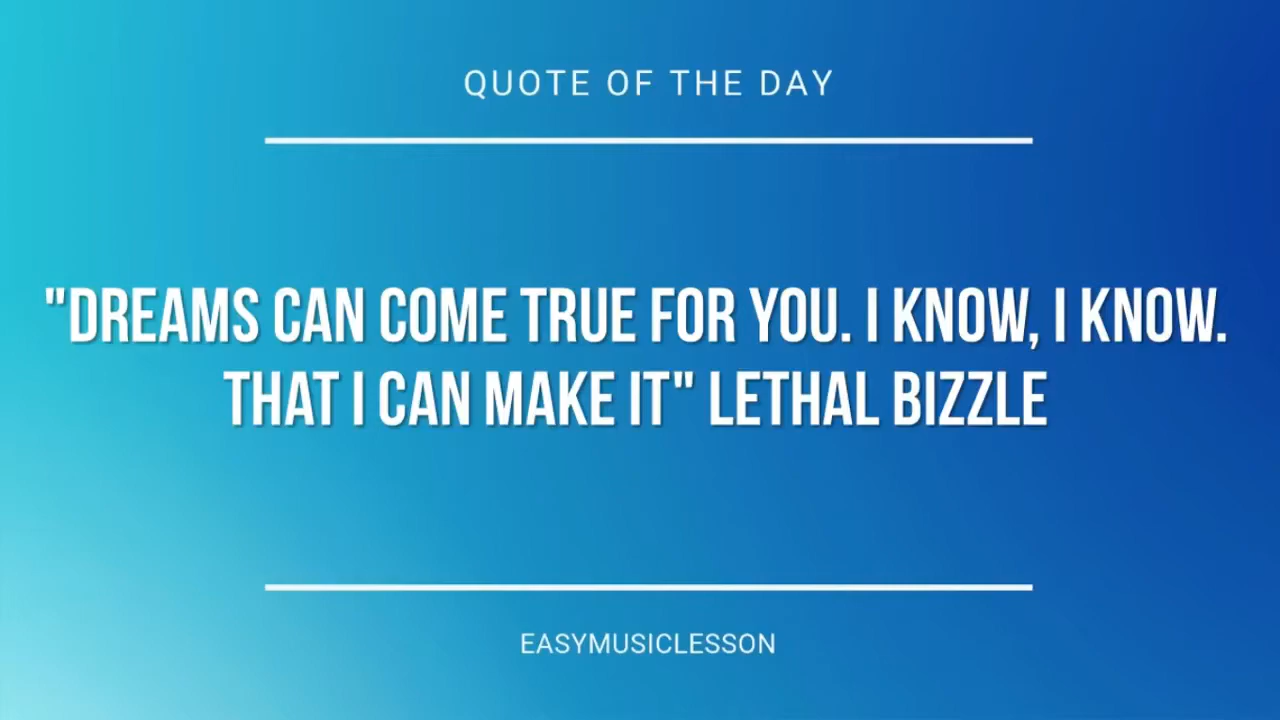 QUOTE OF THE DAY
"DREAMS CAN COME TRUE FOR YOU. I KNOW, I KNOW.
THAT I CAN MAKE IT" LETHAL BIZZLE
EASYMUSICLESSON